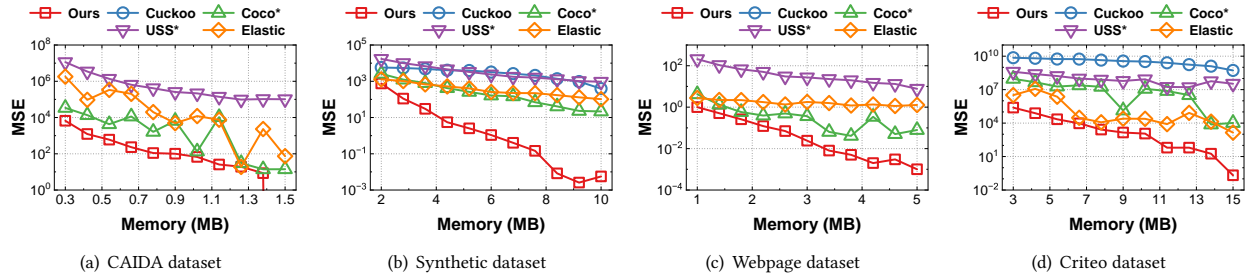 Ours Cuckoo Coco*
USS* Elastic
MSE
10^8
10^6
10^4
10^2
10^0
0.3 0.5 0.7 0.9 1.1 1.3 1.5
Memory (MB)
(a) CAIDA dataset
Ours Cuckoo Coco*
USS* Elastic
MSE
10^5
10^3
10^1
10^−1
10^−3
2 4 6 8 10
Memory (MB)
(b) Synthetic dataset
Ours Cuckoo Coco*
USS* Elastic
MSE
10^2
10^0
10^−2
10^−4
1 2 3 4 5
Memory (MB)
(c) Webpage dataset
Ours Cuckoo Coco*
USS* Elastic
MSE
10^10
10^7
10^4
10^1
10^−2
3 5 7 9 11 13 15
Memory (MB)
(d) Criteo dataset